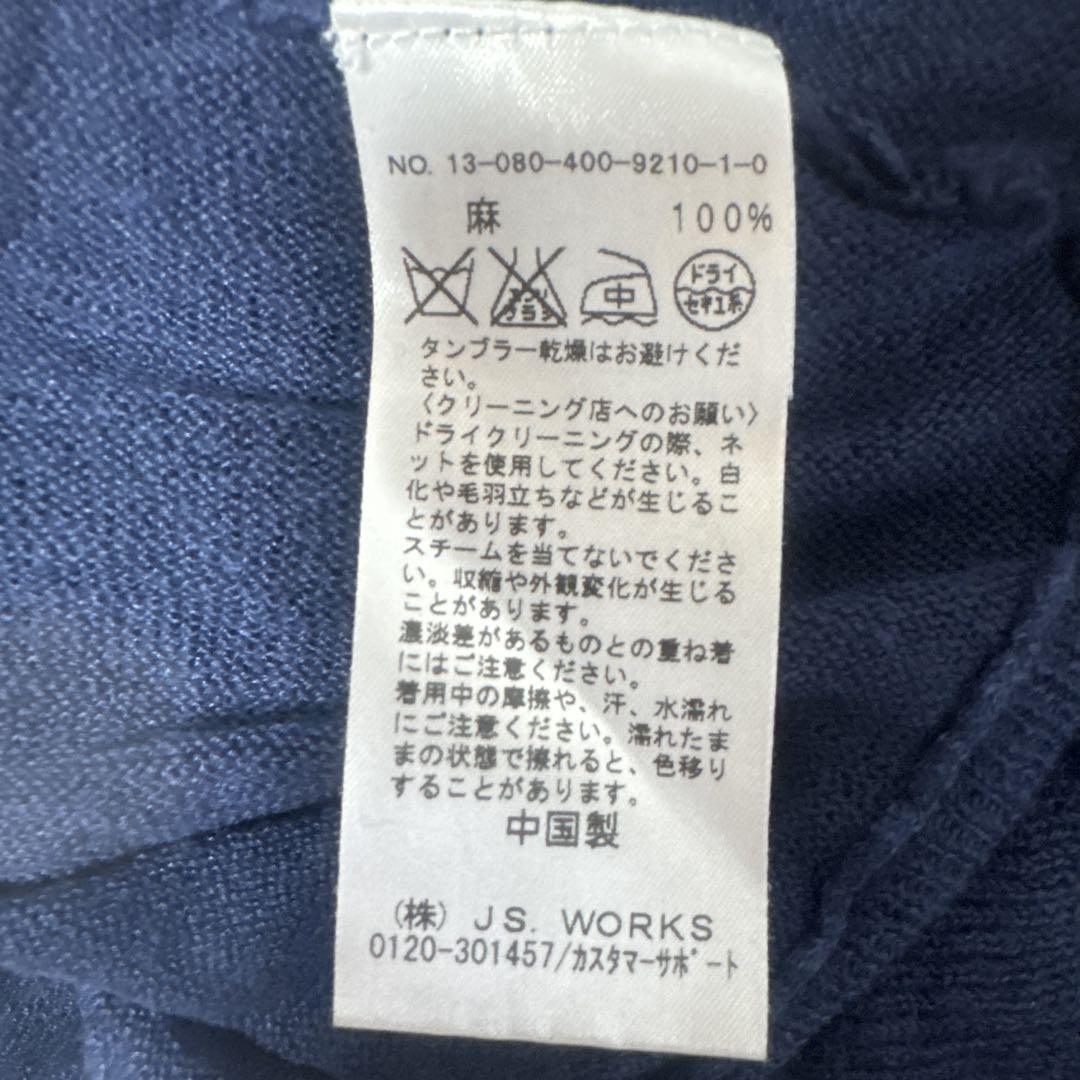 NO. 13-080-400-9210-1-0
麻 100%
エンソ
サラシ
中
ドライ
セキユ系
タンブラー乾燥はお避けくだ
さい。
〈クリーニング店へのお願い〉
ドライクリーニングの際、ネ
ットを使用してください。白
化や毛羽立ちなどが生じるこ
とがあります。
スチームを当てないでくださ
い。収縮や外観変化が生じる
ことがあります。
濃淡差があるものとの重ね着
にはご注意ください。
着用中の摩擦や、汗、水濡れ
にご注意ください。濡れたま
まの状態で擦れると、色移り
することがあります。
中国製
(株) JS. WORKS
0120-301457/カスタマーサポート